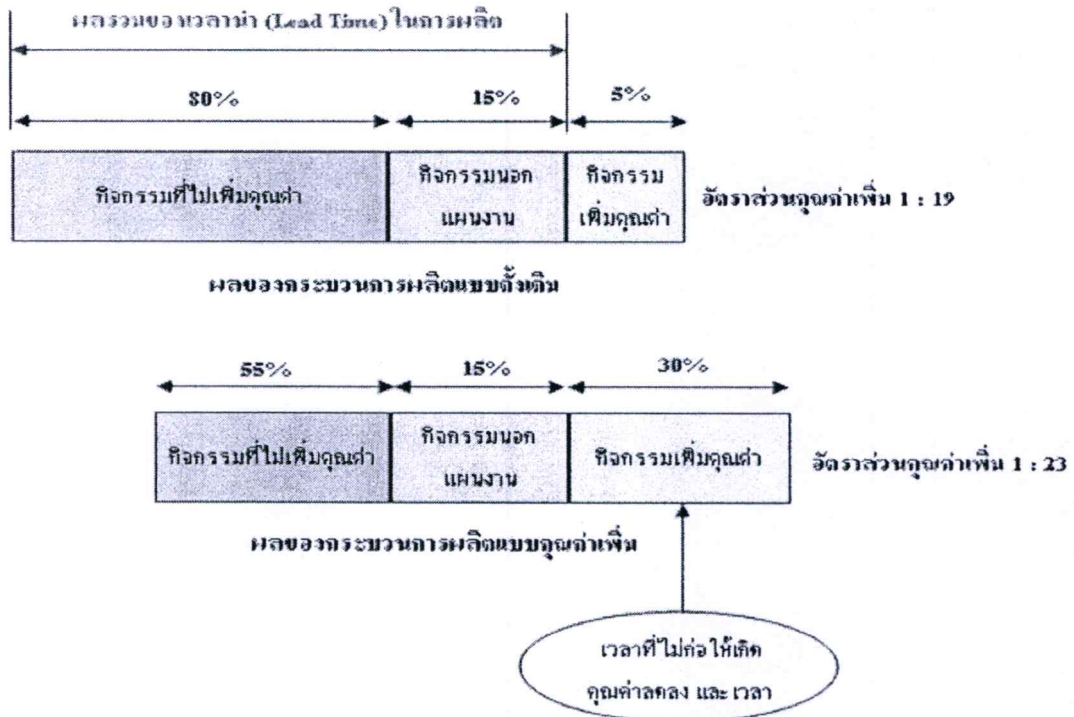 ผลรวมของเวลานำ (Lead Time) ในการผลิต
80%
15%
5%
กิจกรรมที่ไม่เพิ่มคุณค่า
กิจกรรมนอก
แผนงาน
กิจกรรม
เพิ่มคุณค่า
อัตราส่วนคุณค่าเพิ่ม 1 : 19
ผลของกระบวนการผลิตแบบดั้งเดิม
55%
15%
30%
กิจกรรมที่ไม่เพิ่มคุณค่า
กิจกรรมนอก
แผนงาน
กิจกรรมเพิ่มคุณค่า
อัตราส่วนคุณค่าเพิ่ม 1 : 23
ผลของกระบวนการผลิตแบบคุณค่าเพิ่ม
เวลาที่ไม่ก่อให้เกิด
คุณค่าลดลง และ เวลา